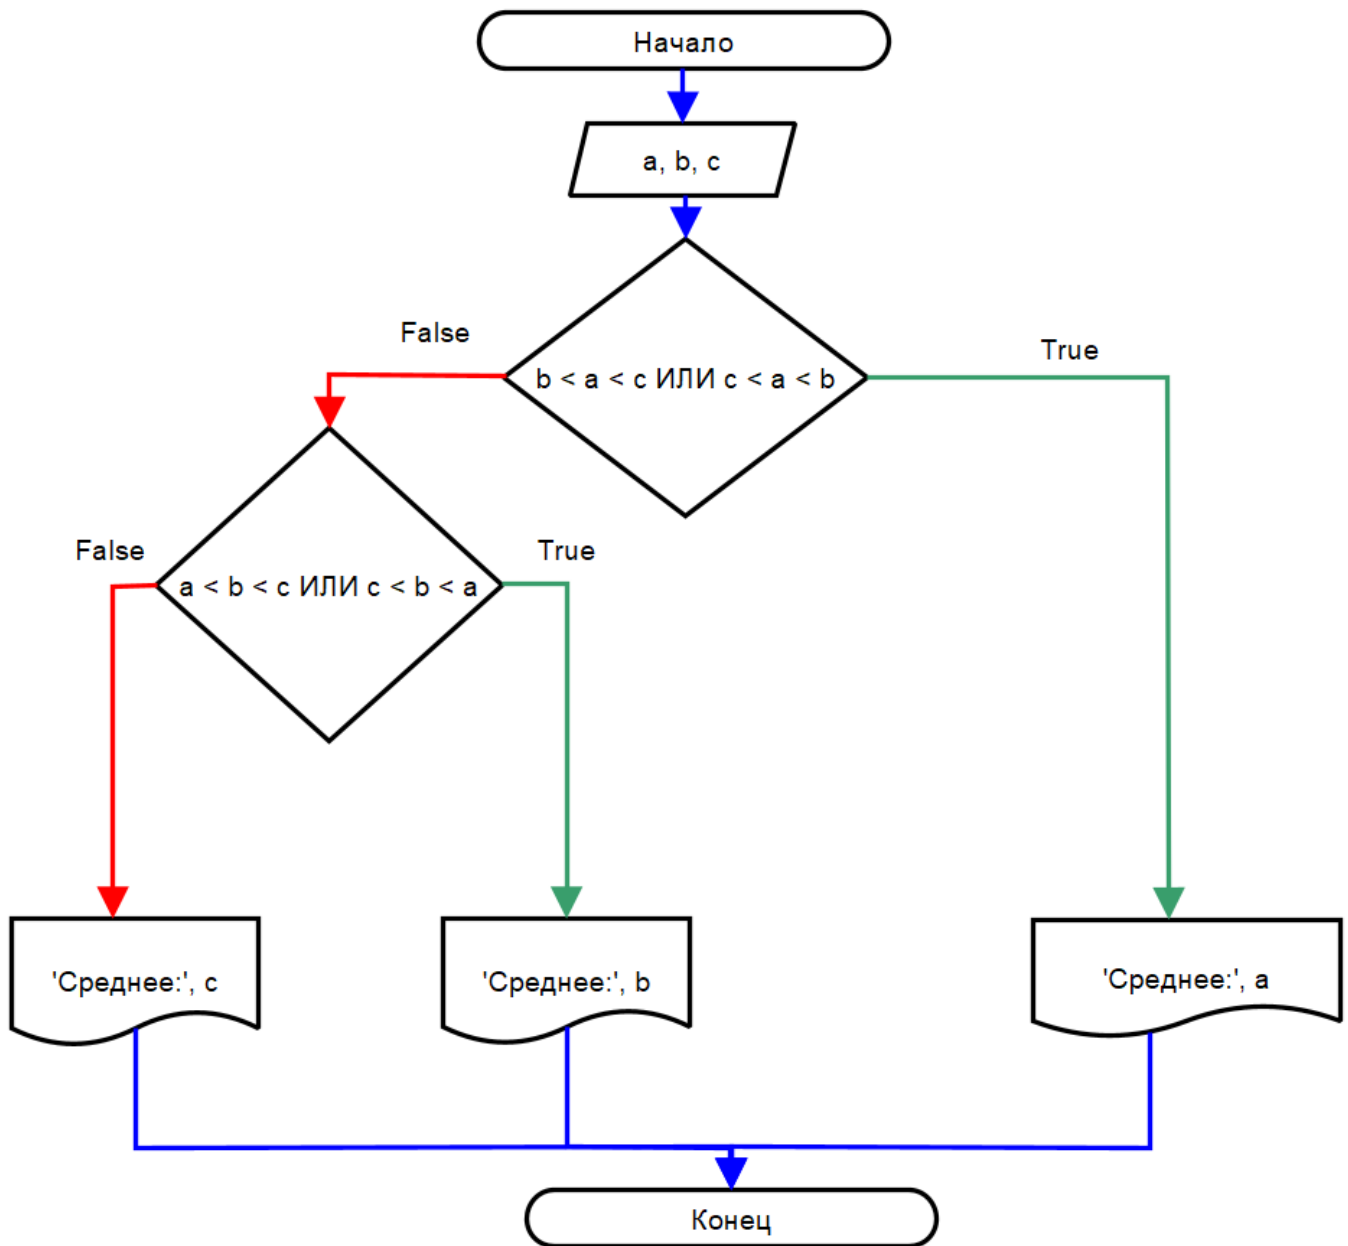 Начало
a, b, c
False
True
b < a < c ИЛИ c < a < b
False
True
a < b < c ИЛИ c < b < a
'Среднее:', c
'Среднее:', b
'Среднее:', a
Конец